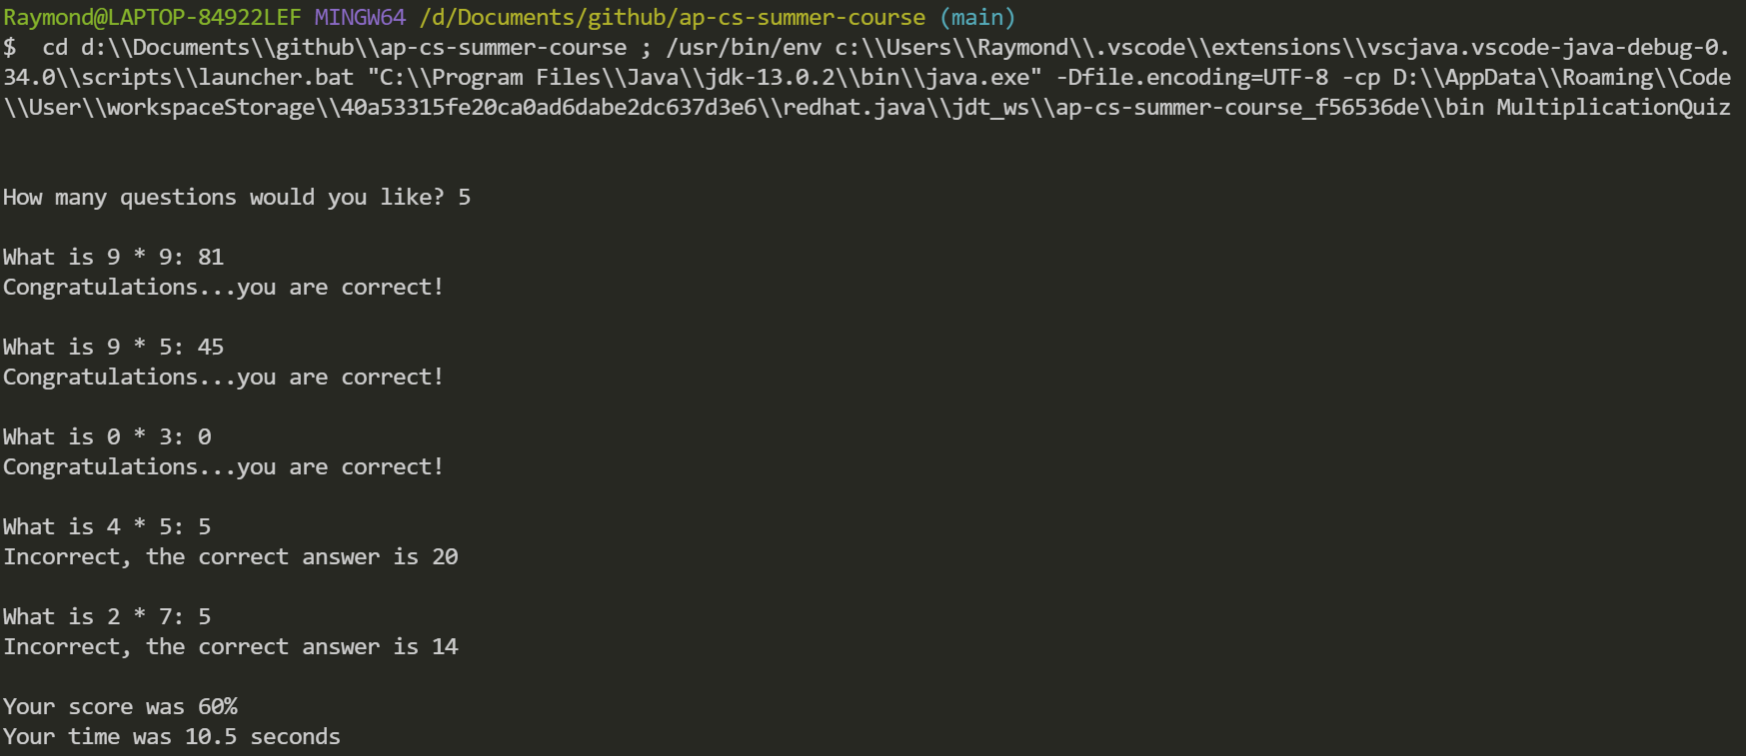 Raymond@LAPTOP-84922LEF MINGW64 /d/Documents/github/ap-cs-summer-course (main)
$  cd d:\\Documents\\github\\ap-cs-summer-course ; /usr/bin/env c:\\Users\\Raymond\\.vscode\\extensions\\vscjava.vscode-java-debug-0.
34.0\\scripts\\launcher.bat "C:\\Program Files\\Java\\jdk-13.0.2\\bin\\java.exe" -Dfile.encoding=UTF-8 -cp D:\\AppData\\Roaming\\Code
\\User\\workspaceStorage\\40a53315fe20ca0ad6dabe2dc637d3e6\\redhat.java\\jdt_ws\\ap-cs-summer-course_f56536de\\bin MultiplicationQuiz
How many questions would you like? 5
What is 9 * 9: 81
Congratulations...you are correct!
What is 9 * 5: 45
Congratulations...you are correct!
What is 0 * 3: 0
Congratulations...you are correct!
What is 4 * 5: 5
Incorrect, the correct answer is 20
What is 2 * 7: 5
Incorrect, the correct answer is 14
Your score was 60%
Your time was 10.5 seconds